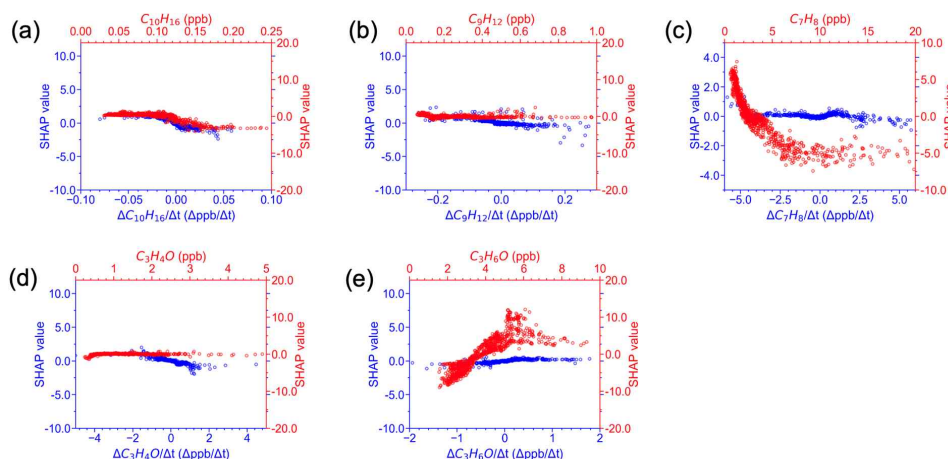 (a)
C₁₀H₁₆ (ppb)
0.00 0.05 0.10 0.15 0.20 0.25
SHAP value
10.0
5.0
0.0
−5.0
−10.0
20.0
10.0
0.0
−10.0
−20.0
SHAP value
−0.10 −0.05 0.00 0.05 0.10
ΔC₁₀H₁₆/Δt (Δppb/Δt)
(b)
C₉H₁₂ (ppb)
0.0 0.2 0.4 0.6 0.8 1.0
SHAP value
10.0
5.0
0.0
−5.0
−10.0
20.0
10.0
0.0
−10.0
−20.0
SHAP value
−0.2 0.0 0.2
ΔC₉H₁₂/Δt (Δppb/Δt)
(c)
C₇H₈ (ppb)
0 5 10 15 20
SHAP value
4.0
2.0
0.0
−2.0
−4.0
10.0
5.0
0.0
−5.0
−10.0
SHAP value
−5.0 −2.5 0.0 2.5 5.0
ΔC₇H₈/Δt (Δppb/Δt)
(d)
C₃H₄O (ppb)
0 1 2 3 4 5
SHAP value
10.0
5.0
0.0
−5.0
−10.0
20.0
10.0
0.0
−10.0
−20.0
SHAP value
−4 −2 0 2 4
ΔC₃H₄O/Δt (Δppb/Δt)
(e)
C₃H₆O (ppb)
0 2 4 6 8 10
SHAP value
10.0
5.0
0.0
−5.0
−10.0
20.0
10.0
0.0
−10.0
−20.0
SHAP value
−2 −1 0 1 2
ΔC₃H₆O/Δt (Δppb/Δt)